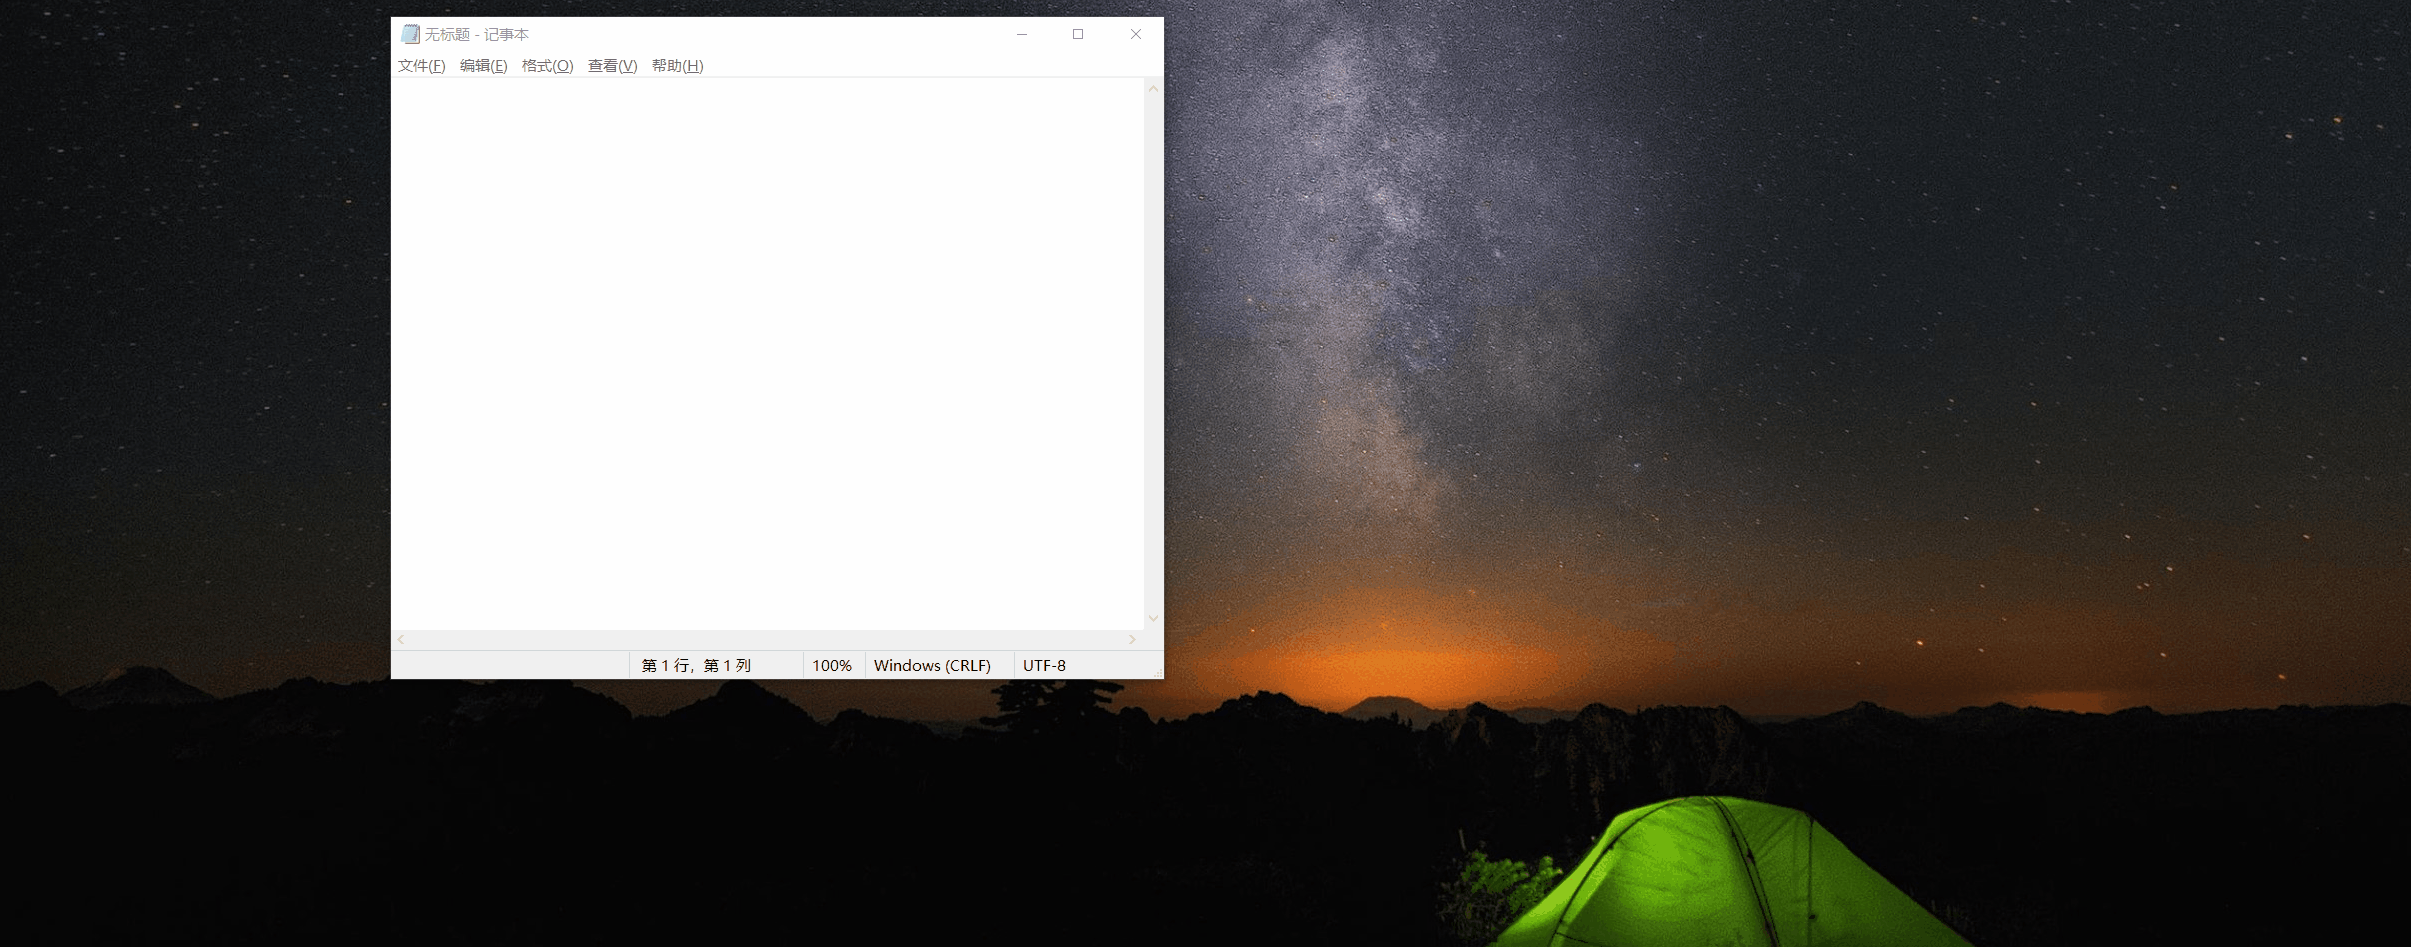 无标题 - 记事本
文件(F) 编辑(E) 格式(O) 查看(V) 帮助(H)
第 1 行，第 1 列 100% Windows (CRLF) UTF-8